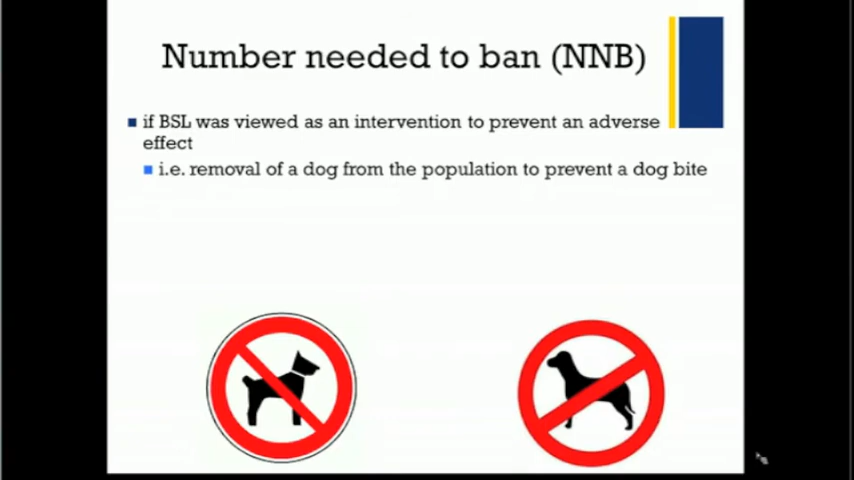 Number needed to ban (NNB)
if BSL was viewed as an intervention to prevent an adverse
effect
i.e. removal of a dog from the population to prevent a dog bite